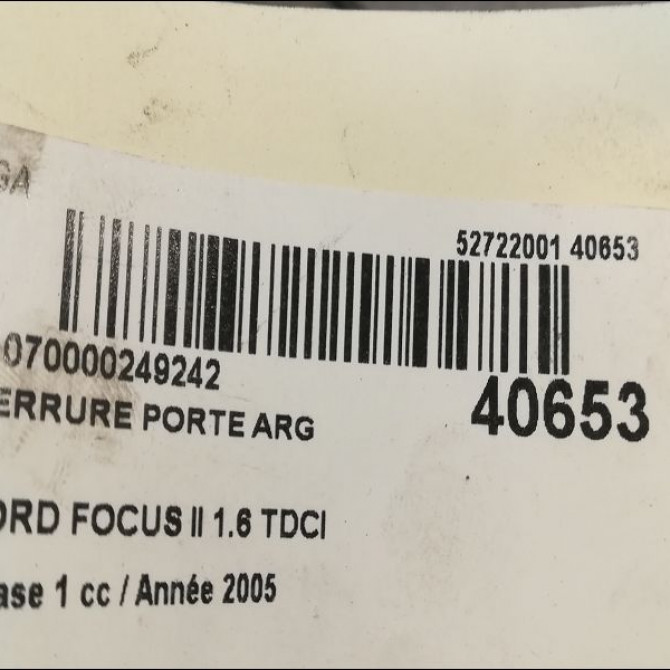 GA
52722001 40653
070000249242
40653
ERRURE PORTE ARG
ORD FOCUS II 1.6 TDCI
ase 1 cc / Année 2005